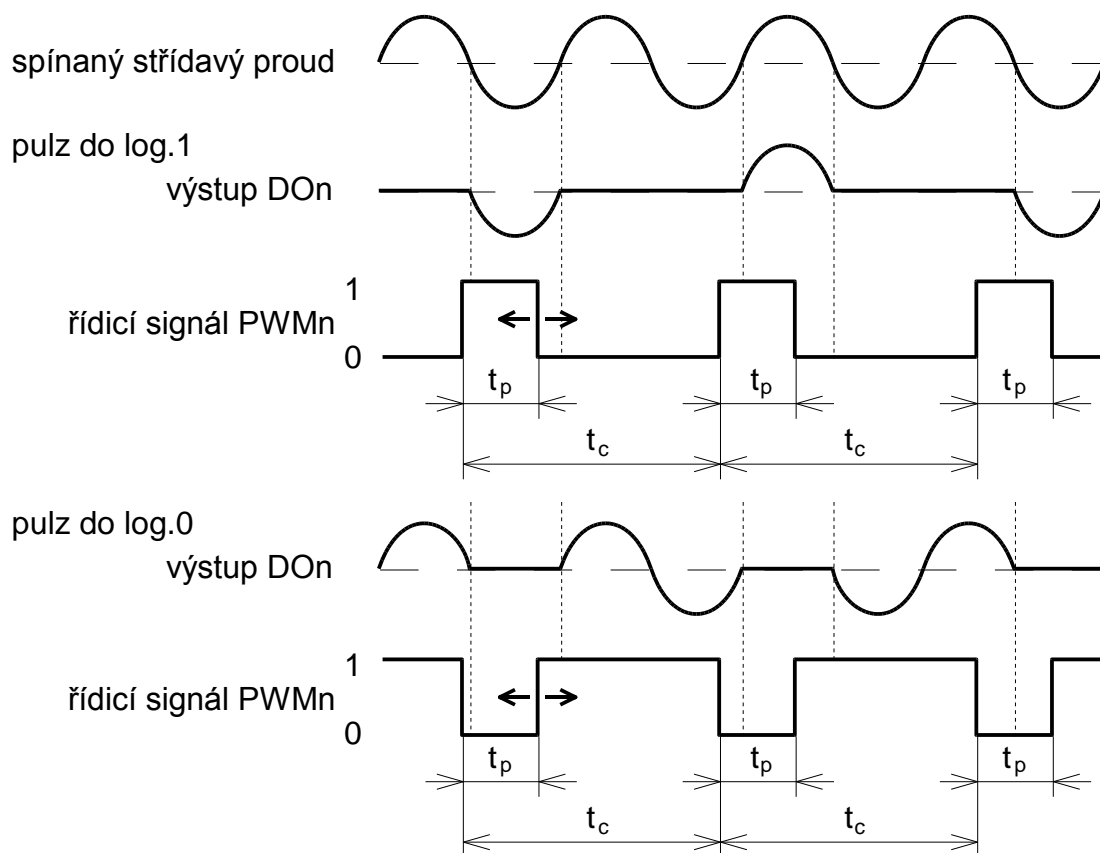 spínaný střídavý proud
pulz do log.1
výstup DOn
1
řídicí signál PWMn
0
tp tp tp
tc tc
pulz do log.0
výstup DOn
1
řídicí signál PWMn
0
tp tp tp
tc tc